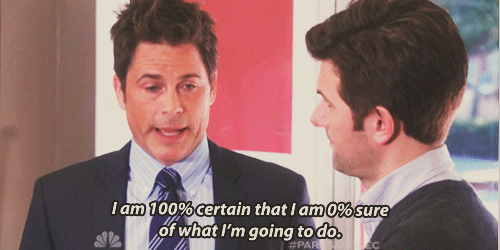 I am 100% certain that I am 0% sure
of what I'm going to do.